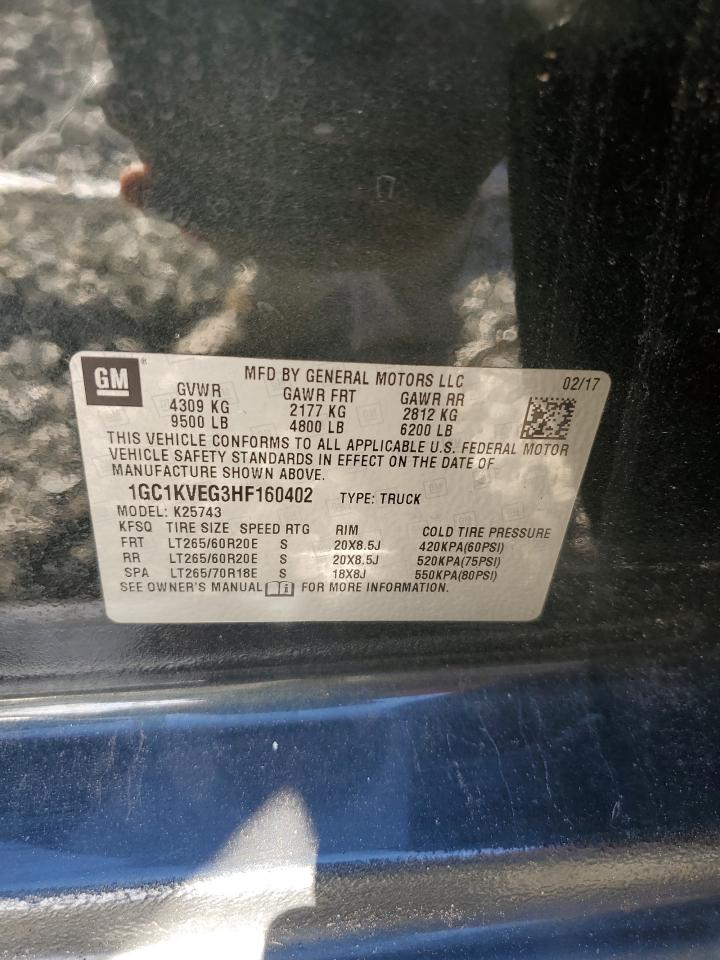 GM®
MFD BY GENERAL MOTORS LLC 02/17
GVWR GAWR FRT GAWR RR
4309 KG 2177 KG 2812 KG
9500 LB 4800 LB 6200 LB
THIS VEHICLE CONFORMS TO ALL APPLICABLE U.S. FEDERAL MOTOR
VEHICLE SAFETY STANDARDS IN EFFECT ON THE DATE OF
MANUFACTURE SHOWN ABOVE.
1GC1KVEG3HF160402 TYPE: TRUCK
MODEL: K25743
KFSQ TIRE SIZE SPEED RTG RIM COLD TIRE PRESSURE
FRT LT265/60R20E S 20X8.5J 420KPA(60PSI)
RR LT265/60R20E S 20X8.5J 520KPA(75PSI)
SPA LT265/70R18E S 18X8J 550KPA(80PSI)
SEE OWNER'S MANUAL FOR MORE INFORMATION.